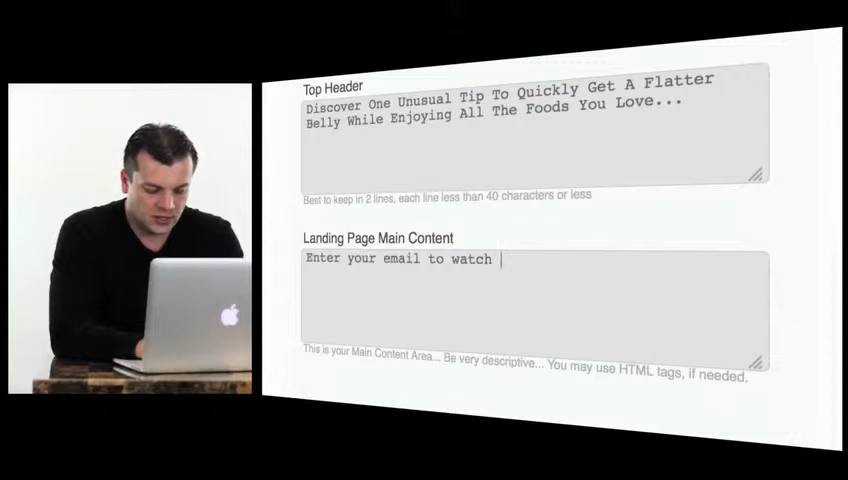 Top Header
Discover One Unusual Tip To Quickly Get A Flatter
Belly While Enjoying All The Foods You Love...
Best to keep in 2 lines, each line less than 40 characters or less
Landing Page Main Content
Enter your email to watch
This is your Main Content Area... Be very descriptive... You may use HTML tags, if needed.